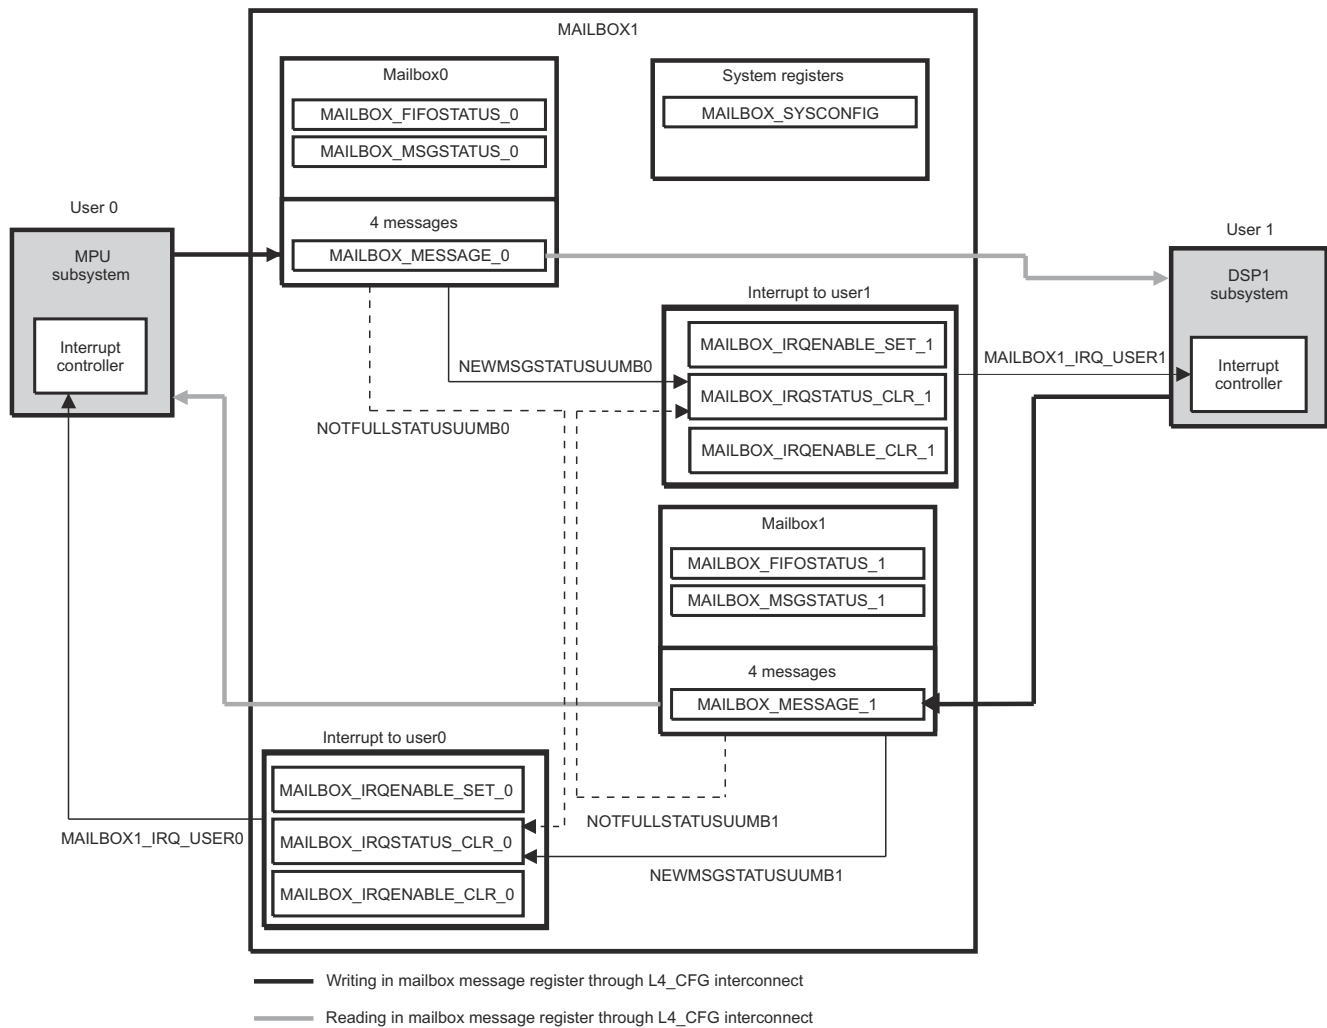 MAILBOX1
Mailbox0
MAILBOX_FIFOSTATUS_0
MAILBOX_MSGSTATUS_0
4 messages
MAILBOX_MESSAGE_0
System registers
MAILBOX_SYSCONFIG
User 0
MPU
subsystem
Interrupt
controller
User 1
DSP1
subsystem
Interrupt
controller
Interrupt to user1
MAILBOX_IRQENABLE_SET_1
MAILBOX_IRQSTATUS_CLR_1
MAILBOX_IRQENABLE_CLR_1
NEWMSGSTATUSUUMB0
NOTFULLSTATUSUUMB0
MAILBOX1_IRQ_USER1
Mailbox1
MAILBOX_FIFOSTATUS_1
MAILBOX_MSGSTATUS_1
4 messages
MAILBOX_MESSAGE_1
Interrupt to user0
MAILBOX_IRQENABLE_SET_0
MAILBOX_IRQSTATUS_CLR_0
MAILBOX_IRQENABLE_CLR_0
MAILBOX1_IRQ_USER0
NOTFULLSTATUSUUMB1
NEWMSGSTATUSUUMB1
Writing in mailbox message register through L4_CFG interconnect
Reading in mailbox message register through L4_CFG interconnect